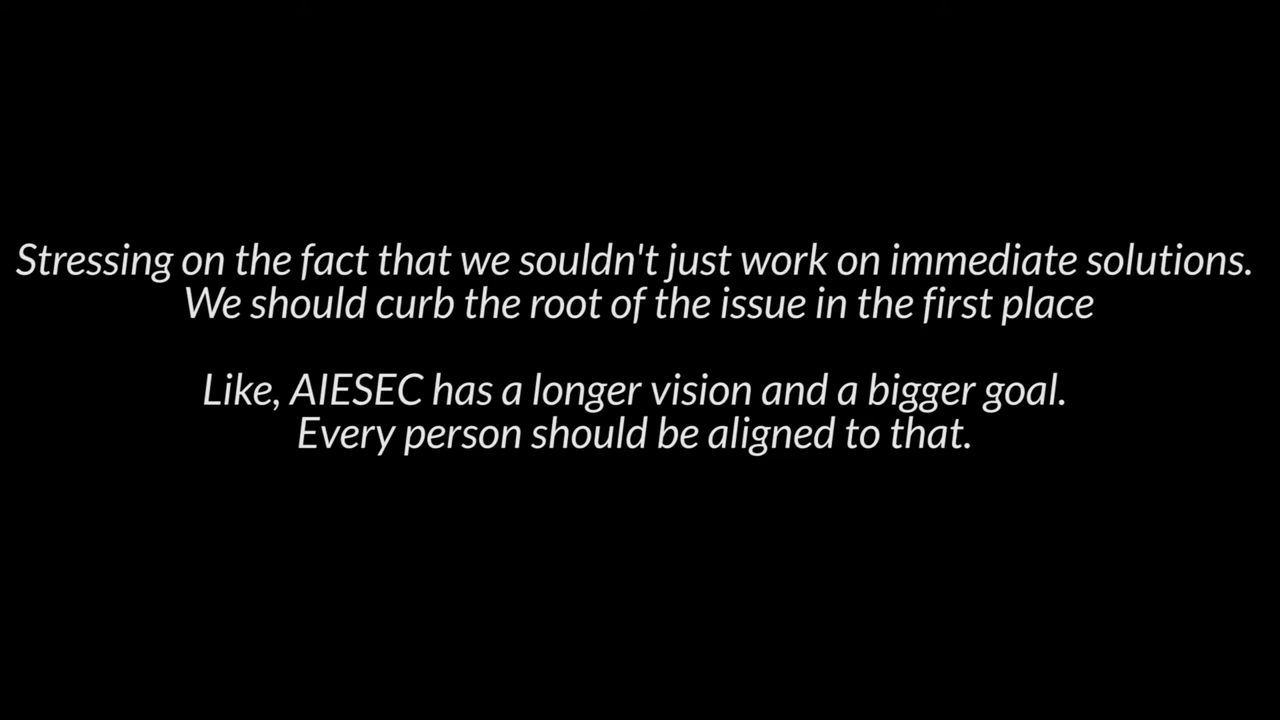 Stressing on the fact that we souldn't just work on immediate solutions.
We should curb the root of the issue in the first place
Like, AIESEC has a longer vision and a bigger goal.
Every person should be aligned to that.